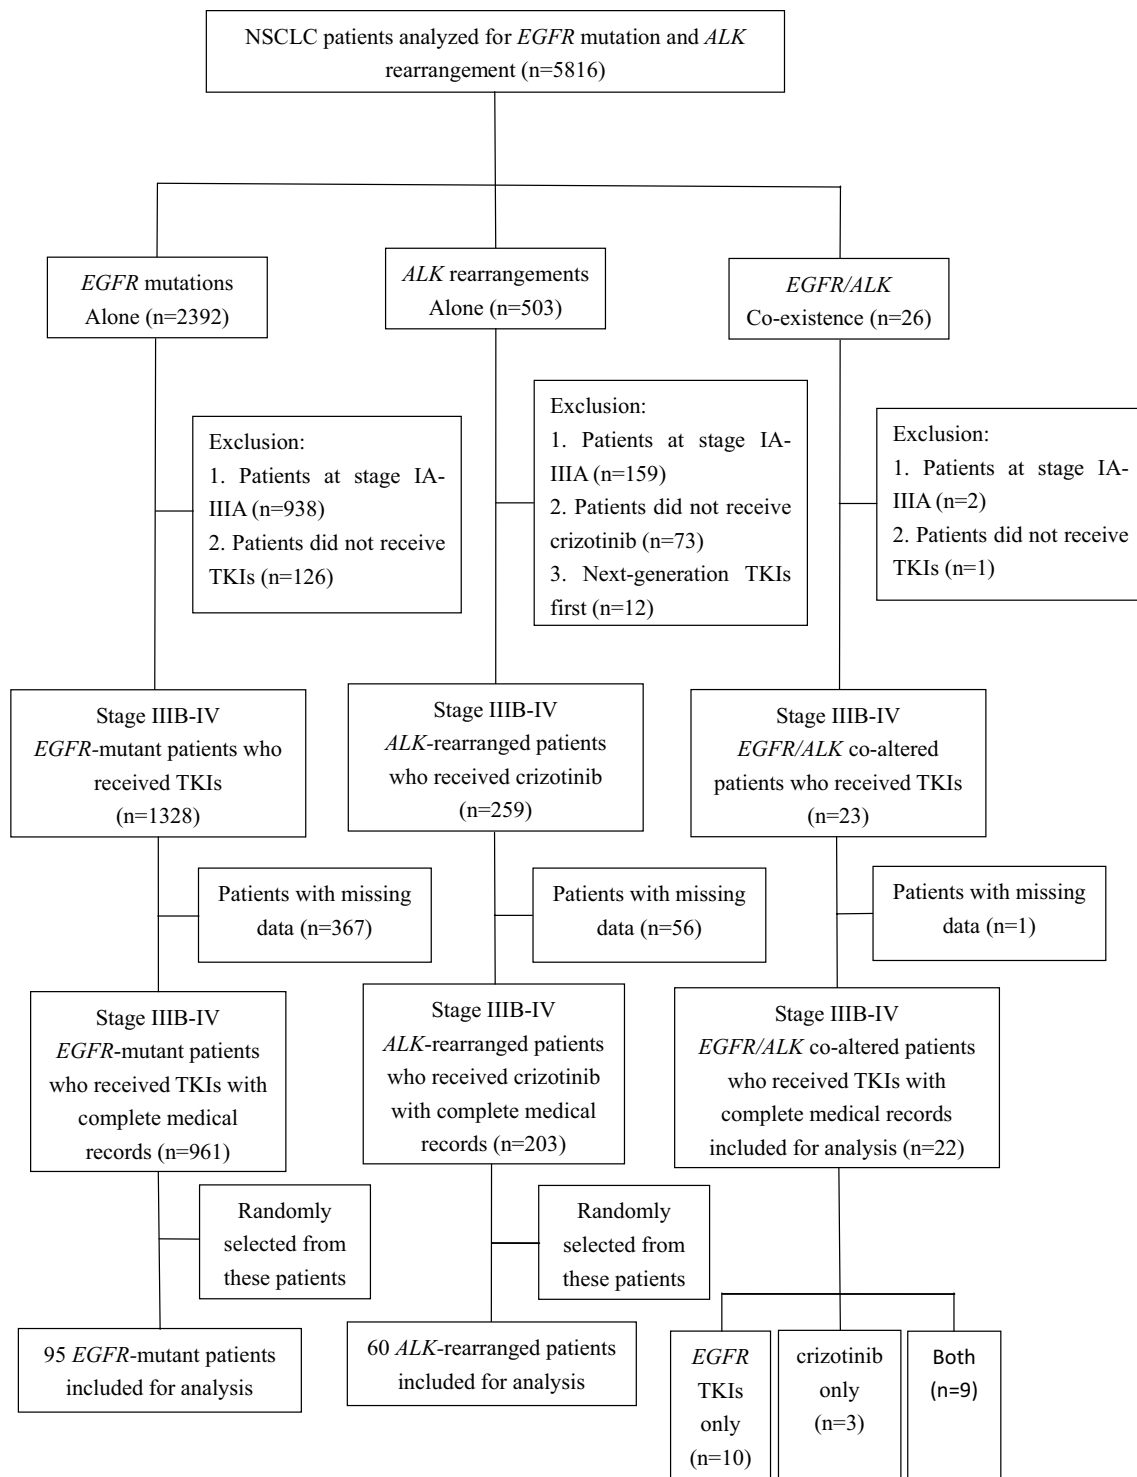 NSCLC patients analyzed for EGFR mutation and ALK
rearrangement (n=5816)
EGFR mutations
Alone (n=2392)
ALK rearrangements
Alone (n=503)
EGFR/ALK
Co-existence (n=26)
Exclusion:
1. Patients at stage IA-
IIIA (n=938)
2. Patients did not receive
TKIs (n=126)
Exclusion:
1. Patients at stage IA-
IIIA (n=159)
2. Patients did not receive
crizotinib (n=73)
3. Next-generation TKIs
first (n=12)
Exclusion:
1. Patients at stage IA-
IIIA (n=2)
2. Patients did not receive
TKIs (n=1)
Stage IIIB-IV
EGFR-mutant patients who
received TKIs
(n=1328)
Stage IIIB-IV
ALK-rearranged patients
who received crizotinib
(n=259)
Stage IIIB-IV
EGFR/ALK co-altered
patients who received TKIs
(n=23)
Patients with missing
data (n=367)
Patients with missing
data (n=56)
Patients with missing
data (n=1)
Stage IIIB-IV
EGFR-mutant patients
who received TKIs with
complete medical
records (n=961)
Stage IIIB-IV
ALK-rearranged patients
who received crizotinib
with complete medical
records (n=203)
Stage IIIB-IV
EGFR/ALK co-altered patients
who received TKIs with
complete medical records
included for analysis (n=22)
Randomly
selected from
these patients
Randomly
selected from
these patients
95 EGFR-mutant patients
included for analysis
60 ALK-rearranged patients
included for analysis
EGFR
TKIs
only
(n=10)
crizotinib
only
(n=3)
Both
(n=9)